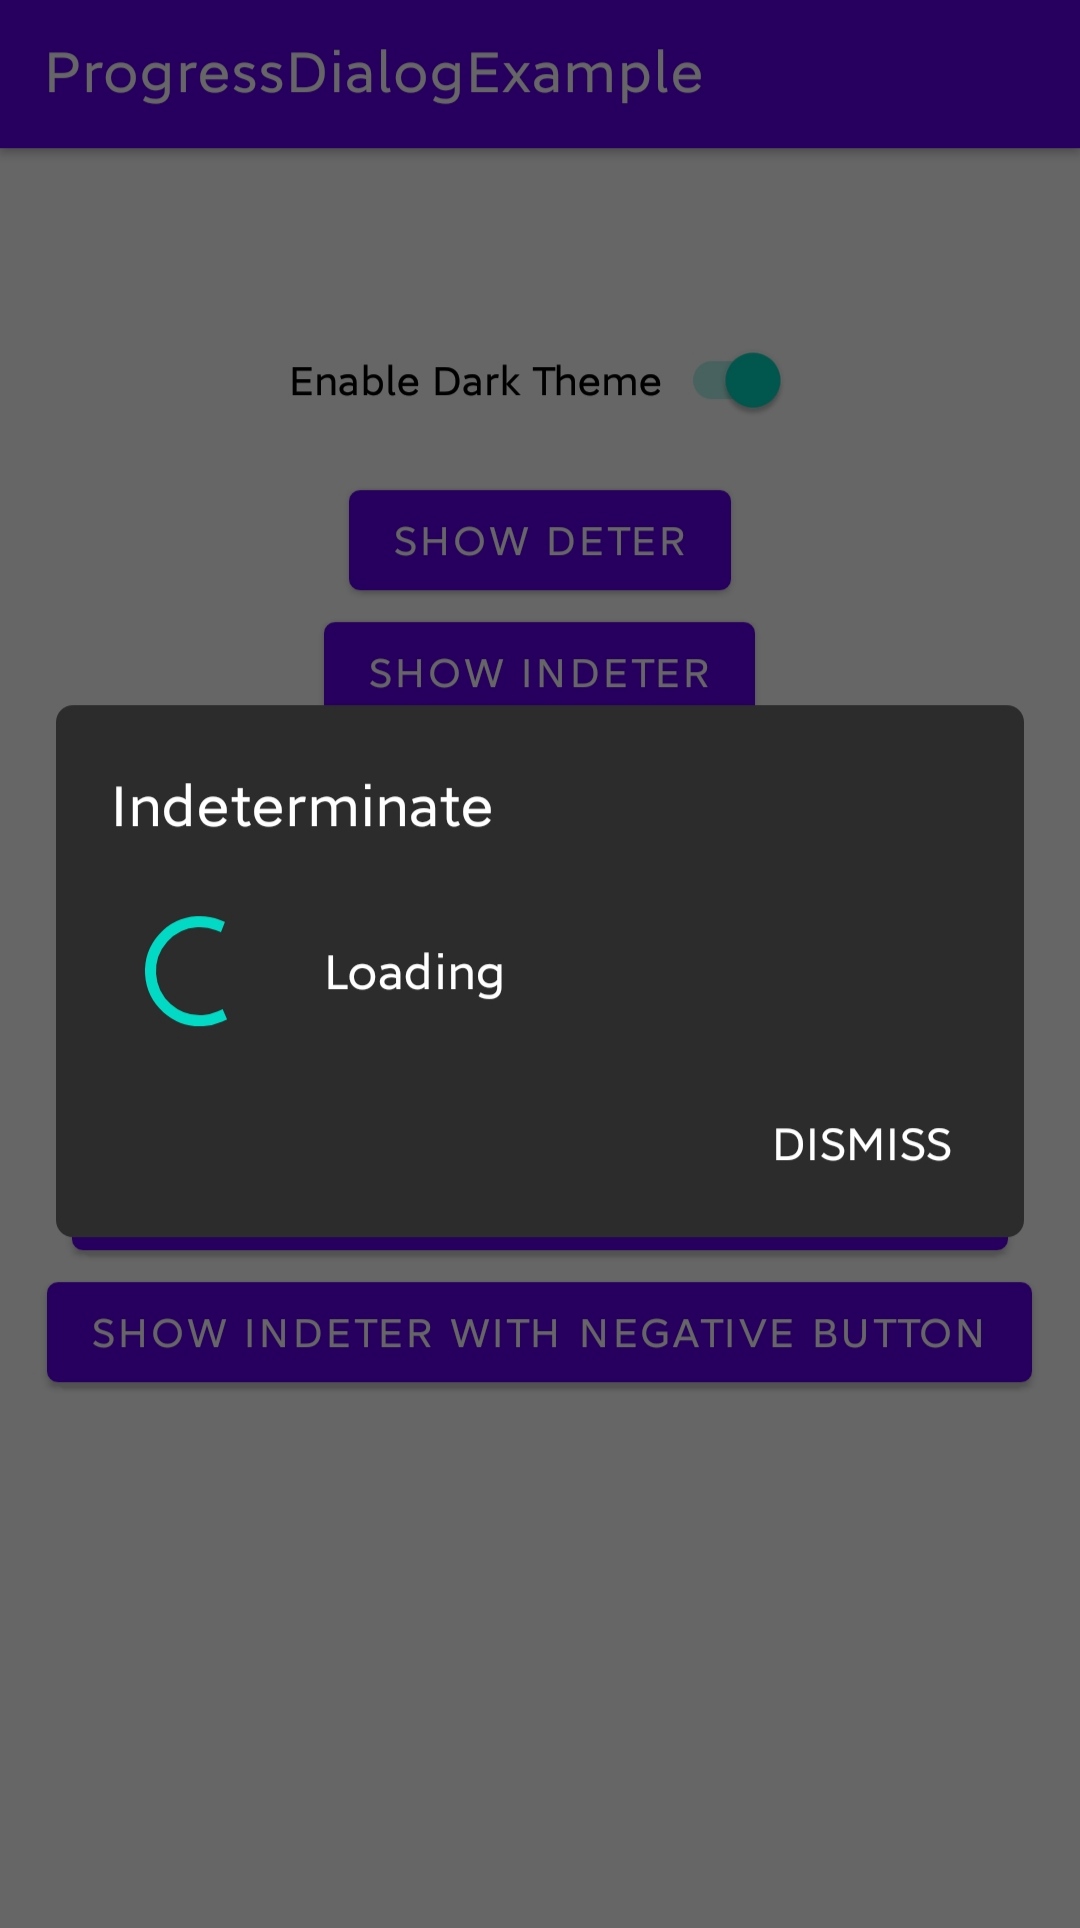 ProgressDialogExample
Enable Dark Theme
SHOW DETER
SHOW INDETER
Indeterminate
Loading
DISMISS
SHOW INDETER WITH NEGATIVE BUTTON